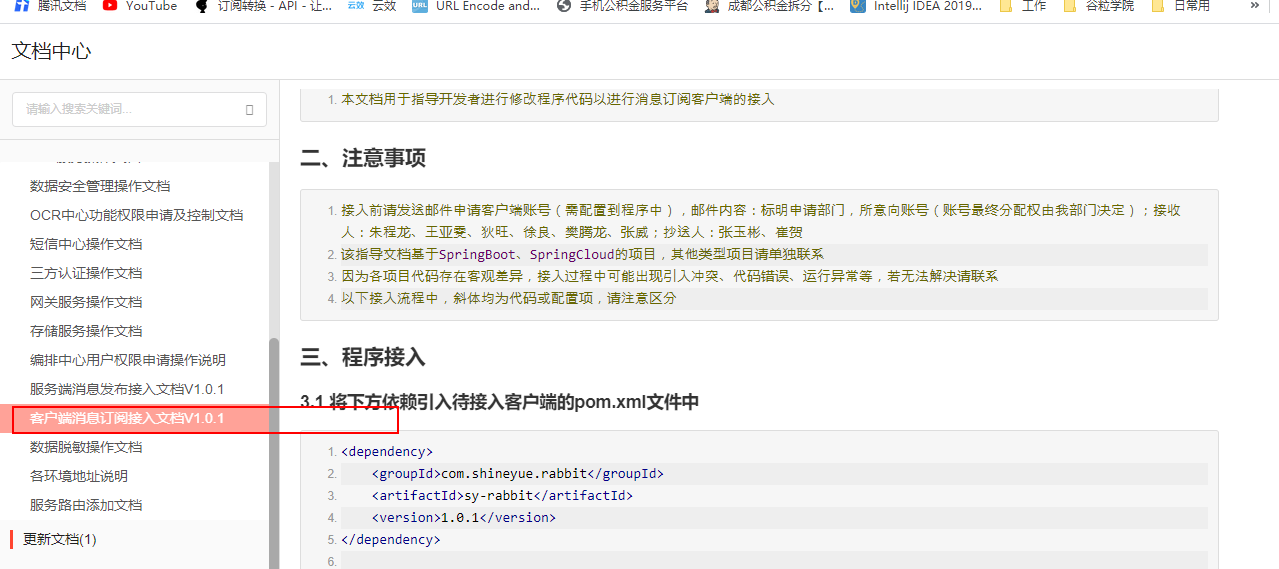 腾讯文档
YouTube
订阅转换 - API - 让...
云效 云效
URL URL Encode and...
手机公积金服务平台
成都公积金拆分【...
Intellij IDEA 2019...
工作
谷粒学院
日常用
»
文档中心
请输入搜索关键词...
数据安全管理操作文档
OCR中心功能权限申请及控制文档
短信中心操作文档
三方认证操作文档
网关服务操作文档
存储服务操作文档
编排中心用户权限申请操作说明
服务端消息发布接入文档V1.0.1
客户端消息订阅接入文档V1.0.1
数据脱敏操作文档
各环境地址说明
服务路由添加文档
更新文档(1)
1. 本文档用于指导开发者进行修改程序代码以进行消息订阅客户端的接入
二、注意事项
1. 接入前请发送邮件申请客户端账号（需配置到程序中），邮件内容：标明申请部门，所意向账号（账号最终分配权由我部门决定）；接收
人：朱程龙、王亚雯、狄旺、徐良、樊腾龙、张威；抄送人：张玉彬、崔贺
2. 该指导文档基于SpringBoot、SpringCloud的项目，其他类型项目请单独联系
3. 因为各项目代码存在客观差异，接入过程中可能出现引入冲突、代码错误、运行异常等，若无法解决请联系
4. 以下接入流程中，斜体均为代码或配置项，请注意区分
三、程序接入
3.1 将下方依赖引入待接入客户端的pom.xml文件中
1. <dependency>
2. <groupId>com.shineyue.rabbit</groupId>
3. <artifactId>sy-rabbit</artifactId>
4. <version>1.0.1</version>
5. </dependency>
6.